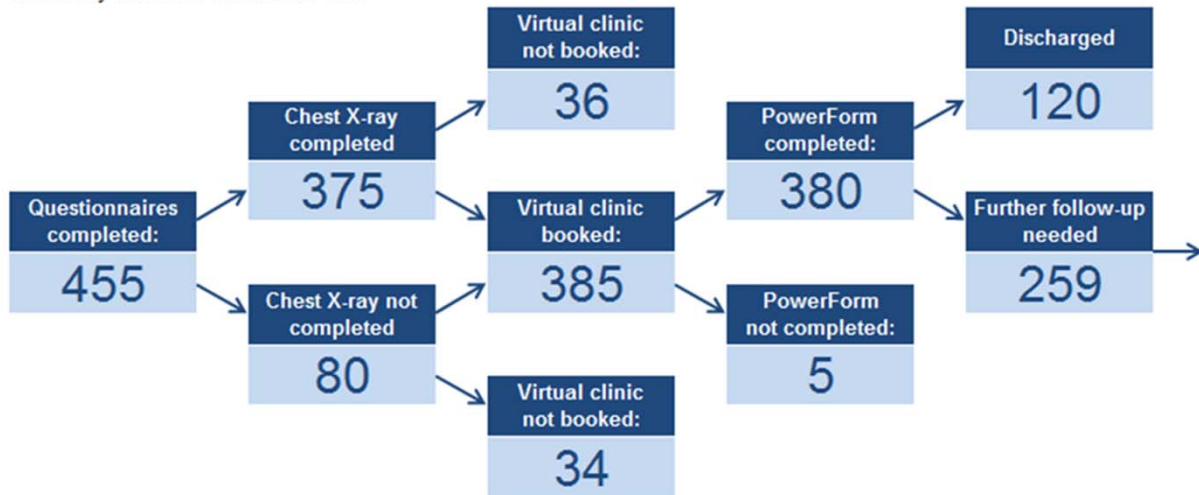 Virtual clinic
not booked:
36
Discharged
120
Chest X-ray
completed
375
PowerForm
completed:
380
Questionnaires
completed:
455
Virtual clinic
booked:
385
Further follow-up
needed
259
Chest X-ray not
completed
80
PowerForm
not completed:
5
Virtual clinic
not booked:
34